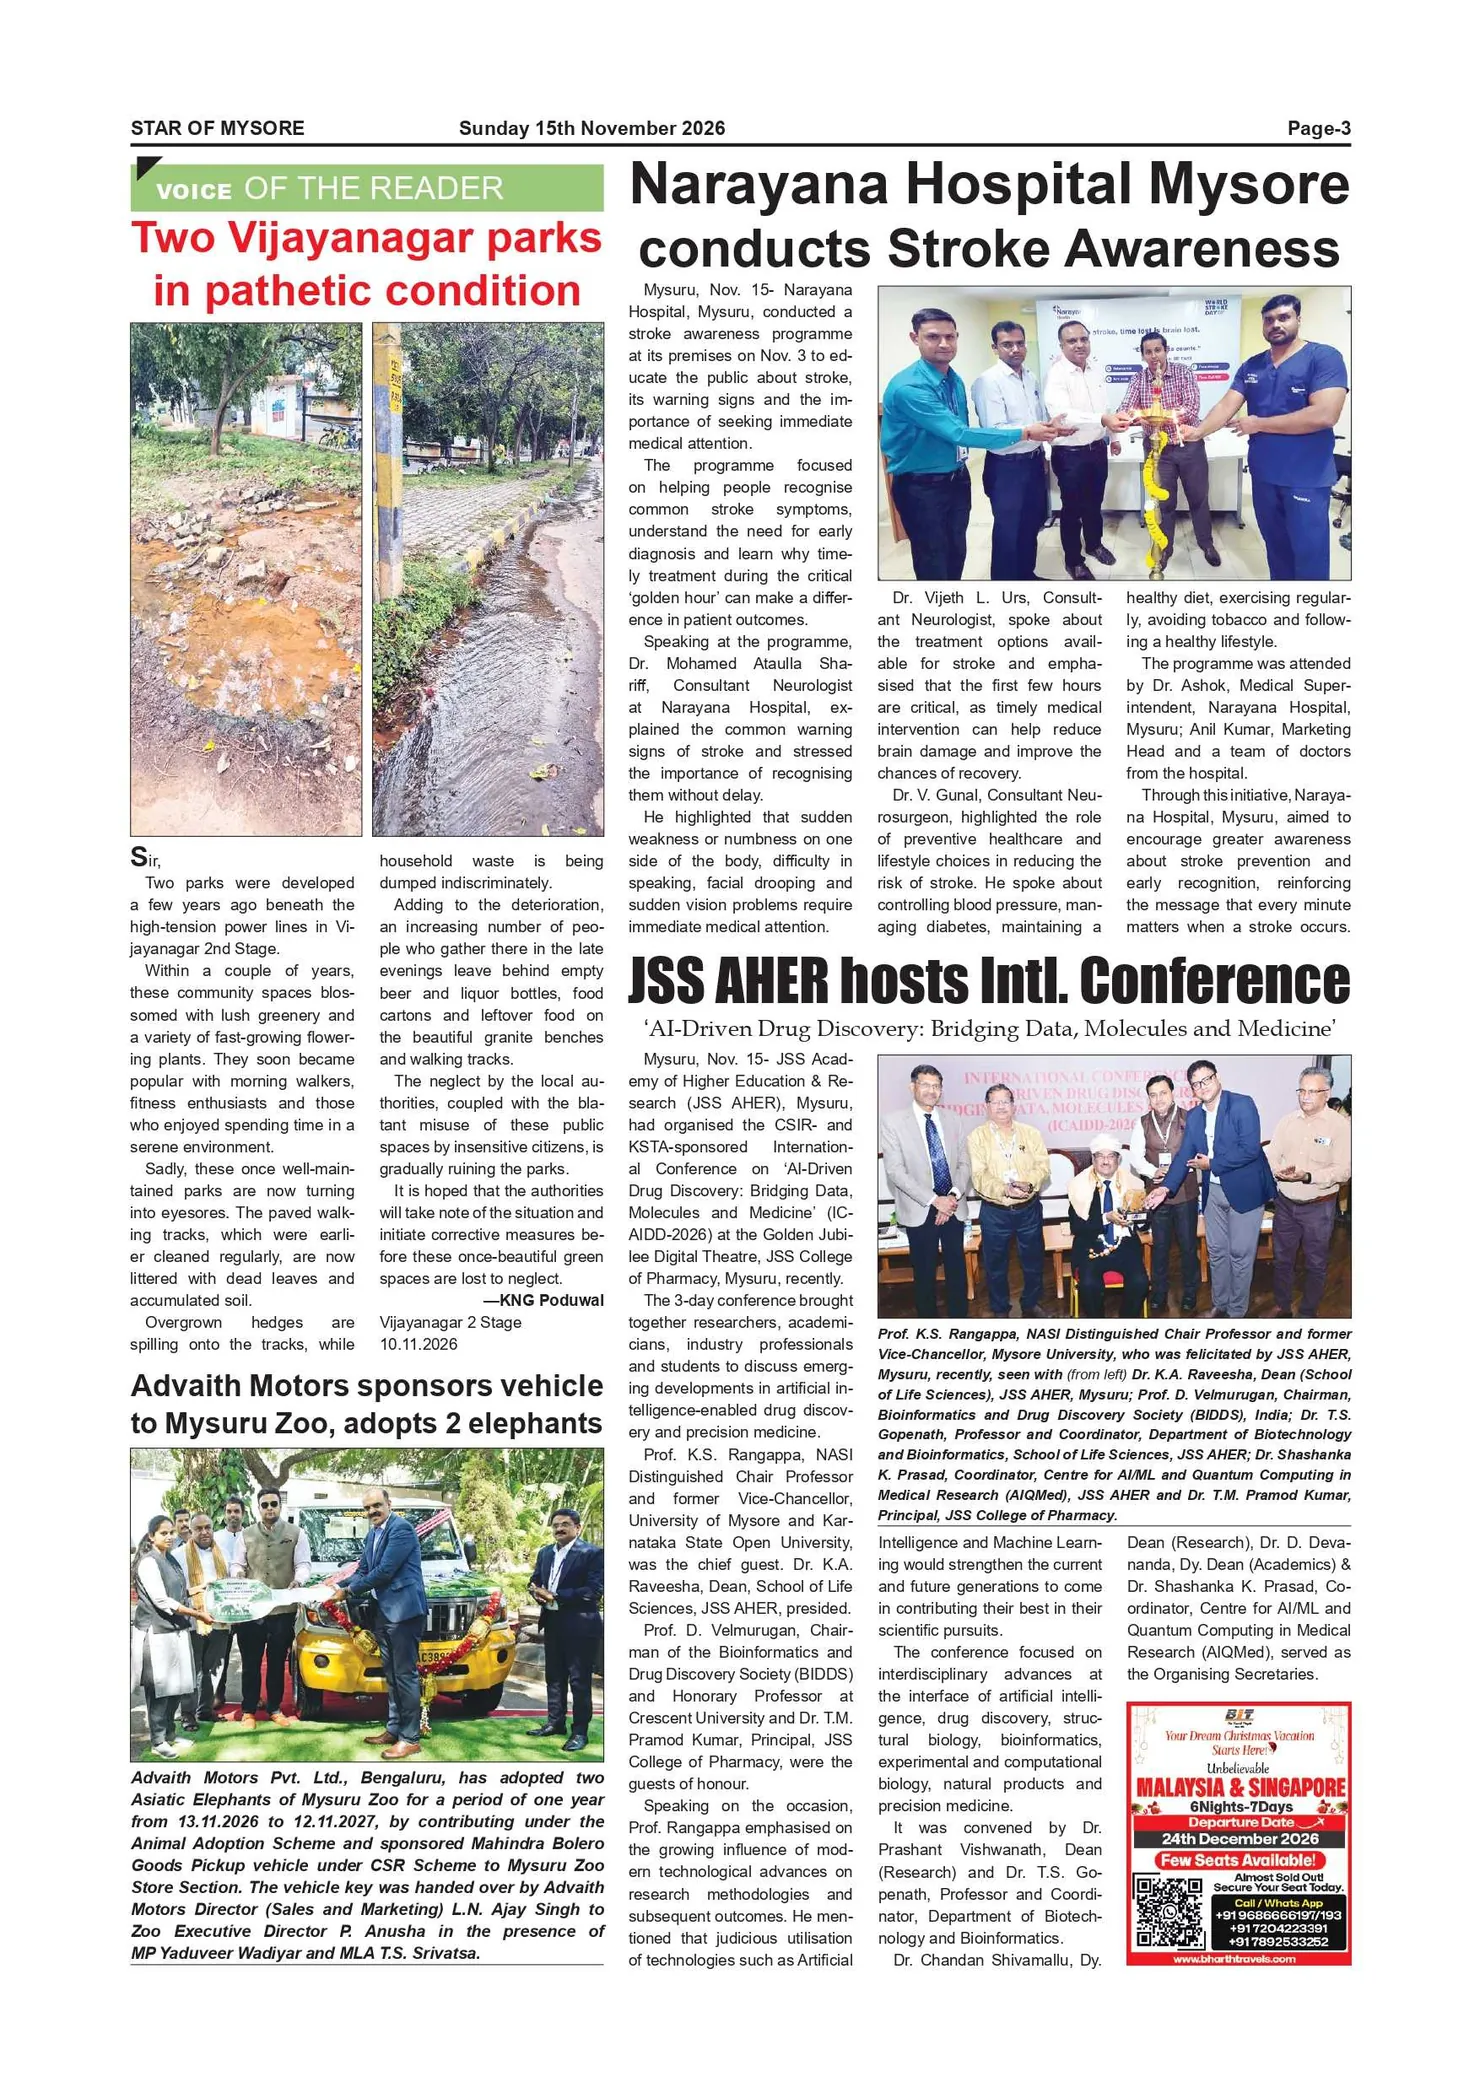 STAR OF MYSORE Sunday 15th November 2026 Page-3
VOICE OF THE READER
Two Vijayanagar parks
in pathetic condition
Sir,
Two parks were developed
a few years ago beneath the
high-tension power lines in Vi-
jayanagar 2nd Stage.
Within a couple of years,
these community spaces blos-
somed with lush greenery and
a variety of fast-growing flower-
ing plants. They soon became
popular with morning walkers,
fitness enthusiasts and those
who enjoyed spending time in a
serene environment.
Sadly, these once well-main-
tained parks are now turning
into eyesores. The paved walk-
ing tracks, which were earli-
er cleaned regularly, are now
littered with dead leaves and
accumulated soil.
Overgrown hedges are
spilling onto the tracks, while
household waste is being
dumped indiscriminately.
Adding to the deterioration,
an increasing number of peo-
ple who gather there in the late
evenings leave behind empty
beer and liquor bottles, food
cartons and leftover food on
the beautiful granite benches
and walking tracks.
The neglect by the local au-
thorities, coupled with the bla-
tant misuse of these public
spaces by insensitive citizens, is
gradually ruining the parks.
It is hoped that the authorities
will take note of the situation and
initiate corrective measures be-
fore these once-beautiful green
spaces are lost to neglect.
—KNG Poduwal
Vijayanagar 2 Stage
10.11.2026
Advaith Motors sponsors vehicle
to Mysuru Zoo, adopts 2 elephants
Advaith Motors Pvt. Ltd., Bengaluru, has adopted two
Asiatic Elephants of Mysuru Zoo for a period of one year
from 13.11.2026 to 12.11.2027, by contributing under the
Animal Adoption Scheme and sponsored Mahindra Bolero
Goods Pickup vehicle under CSR Scheme to Mysuru Zoo
Store Section. The vehicle key was handed over by Advaith
Motors Director (Sales and Marketing) L.N. Ajay Singh to
Zoo Executive Director P. Anusha in the presence of
MP Yaduveer Wadiyar and MLA T.S. Srivatsa.
Narayana Hospital Mysore
conducts Stroke Awareness
Mysuru, Nov. 15- Narayana
Hospital, Mysuru, conducted a
stroke awareness programme
at its premises on Nov. 3 to ed-
ucate the public about stroke,
its warning signs and the im-
portance of seeking immediate
medical attention.
The programme focused
on helping people recognise
common stroke symptoms,
understand the need for early
diagnosis and learn why time-
ly treatment during the critical
‘golden hour’ can make a differ-
ence in patient outcomes.
Speaking at the programme,
Dr. Mohamed Ataulla Sha-
riff, Consultant Neurologist
at Narayana Hospital, ex-
plained the common warning
signs of stroke and stressed
the importance of recognising
them without delay.
He highlighted that sudden
weakness or numbness on one
side of the body, difficulty in
speaking, facial drooping and
sudden vision problems require
immediate medical attention.
WORLD
STROKE
DAY
stroke, time lost is brain lost.
Dr. Vijeth L. Urs, Consult-
ant Neurologist, spoke about
the treatment options avail-
able for stroke and empha-
sised that the first few hours
are critical, as timely medical
intervention can help reduce
brain damage and improve the
chances of recovery.
Dr. V. Gunal, Consultant Neu-
rosurgeon, highlighted the role
of preventive healthcare and
lifestyle choices in reducing the
risk of stroke. He spoke about
controlling blood pressure, man-
aging diabetes, maintaining a
healthy diet, exercising regular-
ly, avoiding tobacco and follow-
ing a healthy lifestyle.
The programme was attended
by Dr. Ashok, Medical Super-
intendent, Narayana Hospital,
Mysuru; Anil Kumar, Marketing
Head and a team of doctors
from the hospital.
Through this initiative, Naraya-
na Hospital, Mysuru, aimed to
encourage greater awareness
about stroke prevention and
early recognition, reinforcing
the message that every minute
matters when a stroke occurs.
JSS AHER hosts Intl. Conference
‘AI-Driven Drug Discovery: Bridging Data, Molecules and Medicine’
Mysuru, Nov. 15- JSS Acad-
emy of Higher Education & Re-
search (JSS AHER), Mysuru,
had organised the CSIR- and
KSTA-sponsored Internation-
al Conference on ‘AI-Driven
Drug Discovery: Bridging Data,
Molecules and Medicine’ (IC-
AIDD-2026) at the Golden Jubi-
lee Digital Theatre, JSS College
of Pharmacy, Mysuru, recently.
The 3-day conference brought
together researchers, academi-
cians, industry professionals
and students to discuss emerg-
ing developments in artificial in-
telligence-enabled drug discov-
ery and precision medicine.
Prof. K.S. Rangappa, NASI
Distinguished Chair Professor
and former Vice-Chancellor,
University of Mysore and Kar-
nataka State Open University,
was the chief guest. Dr. K.A.
Raveesha, Dean, School of Life
Sciences, JSS AHER, presided.
Prof. D. Velmurugan, Chair-
man of the Bioinformatics and
Drug Discovery Society (BIDDS)
and Honorary Professor at
Crescent University and Dr. T.M.
Pramod Kumar, Principal, JSS
College of Pharmacy, were the
guests of honour.
Speaking on the occasion,
Prof. Rangappa emphasised on
the growing influence of mod-
ern technological advances on
research methodologies and
subsequent outcomes. He men-
tioned that judicious utilisation
of technologies such as Artificial
INTERNATIONAL CONFERENCE
(ICAIDD-2026
Prof. K.S. Rangappa, NASI Distinguished Chair Professor and former
Vice-Chancellor, Mysore University, who was felicitated by JSS AHER,
Mysuru, recently, seen with (from left) Dr. K.A. Raveesha, Dean (School
of Life Sciences), JSS AHER, Mysuru; Prof. D. Velmurugan, Chairman,
Bioinformatics and Drug Discovery Society (BIDDS), India; Dr. T.S.
Gopenath, Professor and Coordinator, Department of Biotechnology
and Bioinformatics, School of Life Sciences, JSS AHER; Dr. Shashanka
K. Prasad, Coordinator, Centre for AI/ML and Quantum Computing in
Medical Research (AIQMed), JSS AHER and Dr. T.M. Pramod Kumar,
Principal, JSS College of Pharmacy.
Intelligence and Machine Learn-
ing would strengthen the current
and future generations to come
in contributing their best in their
scientific pursuits.
The conference focused on
interdisciplinary advances at
the interface of artificial intelli-
gence, drug discovery, struc-
tural biology, bioinformatics,
experimental and computational
biology, natural products and
precision medicine.
It was convened by Dr.
Prashant Vishwanath, Dean
(Research) and Dr. T.S. Go-
penath, Professor and Coordi-
nator, Department of Biotech-
nology and Bioinformatics.
Dr. Chandan Shivamallu, Dy.
Dean (Research), Dr. D. Deva-
nanda, Dy. Dean (Academics) &
Dr. Shashanka K. Prasad, Co-
ordinator, Centre for AI/ML and
Quantum Computing in Medical
Research (AIQMed), served as
the Organising Secretaries.
BIT
Your Dream Christmas Vacation
Starts Here!
Unbelievable
MALAYSIA & SINGAPORE
6Nights-7Days
Departure Date
24th December 2026
Few Seats Available!
Almost Sold Out!
Secure Your Seat Today.
Call / Whats App
+91 9686666197/193
+91 7204223391
+91 7892533252
www.bharthtravels.com